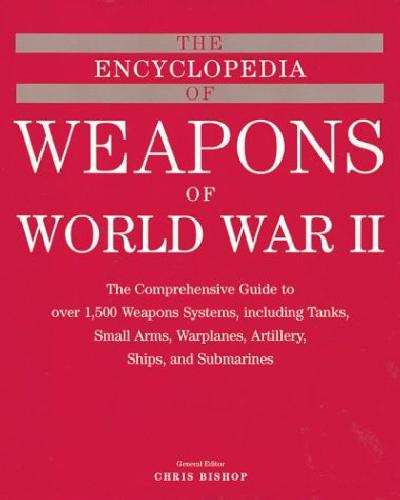 THE
ENCYCLOPEDIA
OF
WEAPONS
OF
WORLD WAR II
The Comprehensive Guide to
over 1,500 Weapons Systems, including Tanks,
Small Arms, Warplanes, Artillery,
Ships, and Submarines
General Editor
CHRIS BISHOP